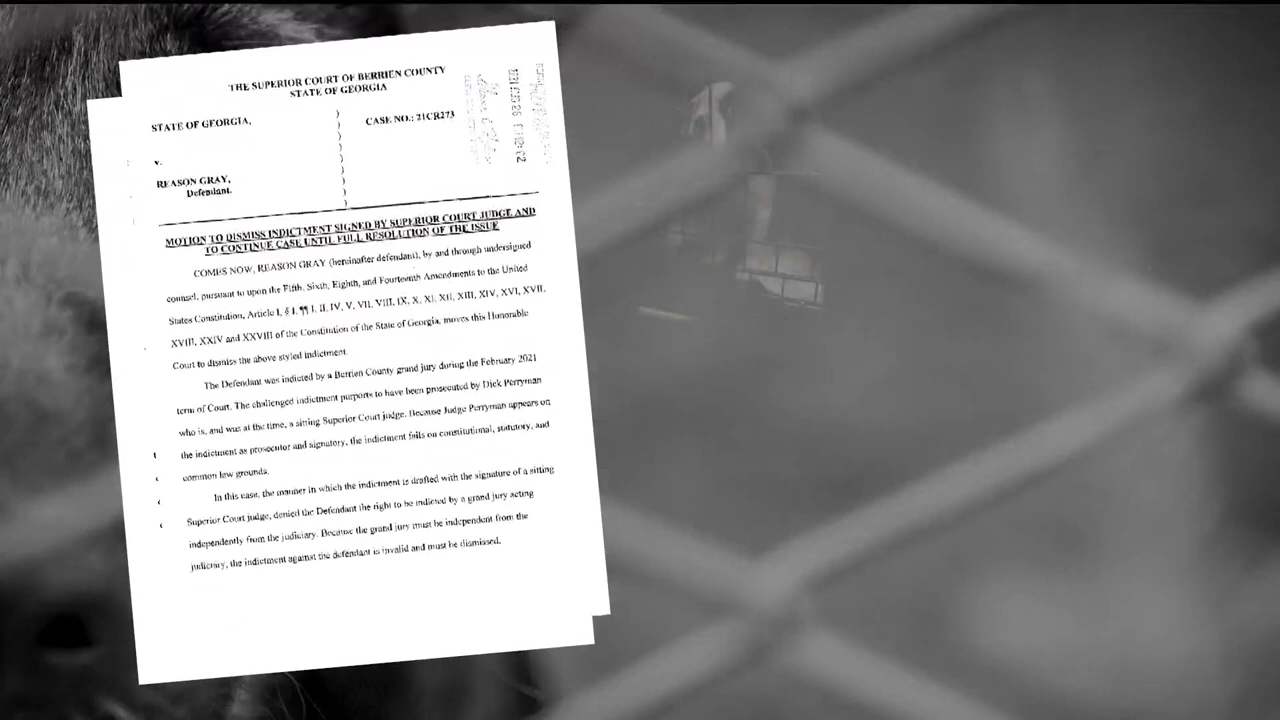 THE SUPERIOR COURT OF BERRIEN COUNTY
STATE OF GEORGIA
STATE OF GEORGIA,
CASE NO.: 21CR273
v.
REASON GRAY,
Defendant.
MOTION TO DISMISS INDICTMENT SIGNED BY SUPERIOR COURT JUDGE AND
TO CONTINUE CASE UNTIL FULL RESOLUTION OF THE ISSUE
COMES NOW, REASON GRAY (hereinafter defendant), by and through undersigned
counsel, pursuant to upon the Fifth, Sixth, Eighth, and Fourteenth Amendments to the United
States Constitution, Article I, § I, ¶¶ I, II, IV, V, VII, VIII, IX, X, XI, XII, XIII, XIV, XVI, XVII,
XVIII, XXIV and XXVIII of the Constitution of the State of Georgia, moves this Honorable
Court to dismiss the above styled indictment.
The Defendant was indicted by a Berrien County grand jury during the February 2021
term of Court. The challenged indictment purports to have been prosecuted by Dick Perryman
who is, and was at the time, a sitting Superior Court judge. Because Judge Perryman appears on
the indictment as prosecutor and signatory, the indictment fails on constitutional, statutory, and
common law grounds.
In this case, the manner in which the indictment is drafted with the signature of a sitting
Superior Court judge, denied the Defendant the right to be indicted by a grand jury acting
independently from the judiciary. Because the grand jury must be independent from the
judiciary, the indictment against the defendant is invalid and must be dismissed.